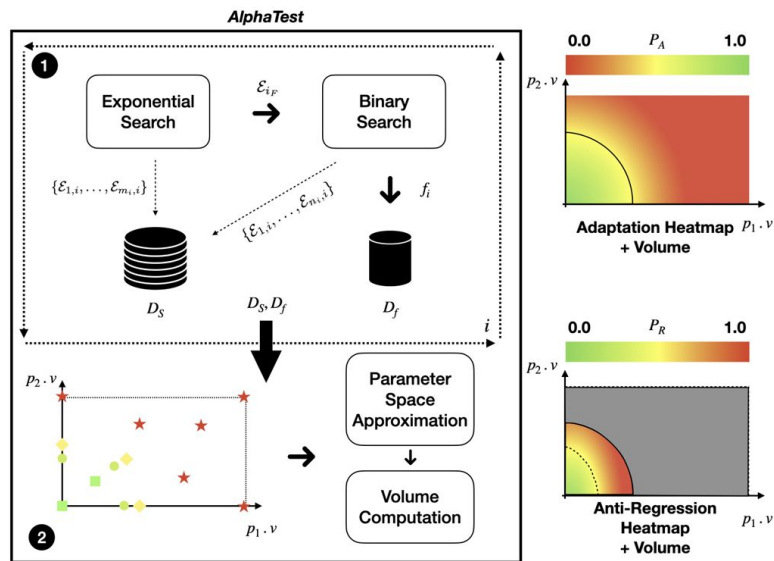 AlphaTest
1
Exponential
Search
ℰ_{i_F}
Binary
Search
{ℰ_{1,i}, . . . , ℰ_{m_i,i}}
{ℰ_{1,i}, . . . , ℰ_{n_i,i}}
f_i
D_S
D_S, D_f
D_f
i
p_2 . v
p_1 . v
2
Parameter
Space
Approximation
Volume
Computation
0.0 P_A 1.0
p_2 . v
p_1 . v
Adaptation Heatmap
+ Volume
0.0 P_R 1.0
p_2 . v
p_1 . v
Anti-Regression
Heatmap
+ Volume